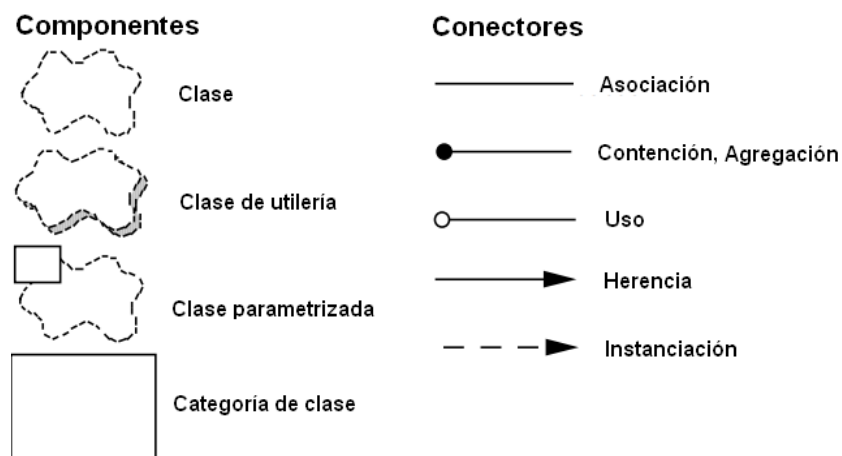 Componentes
Clase
Clase de utilería
Clase parametrizada
Categoría de clase
Conectores
Asociación
Contención, Agregación
Uso
Herencia
Instanciación